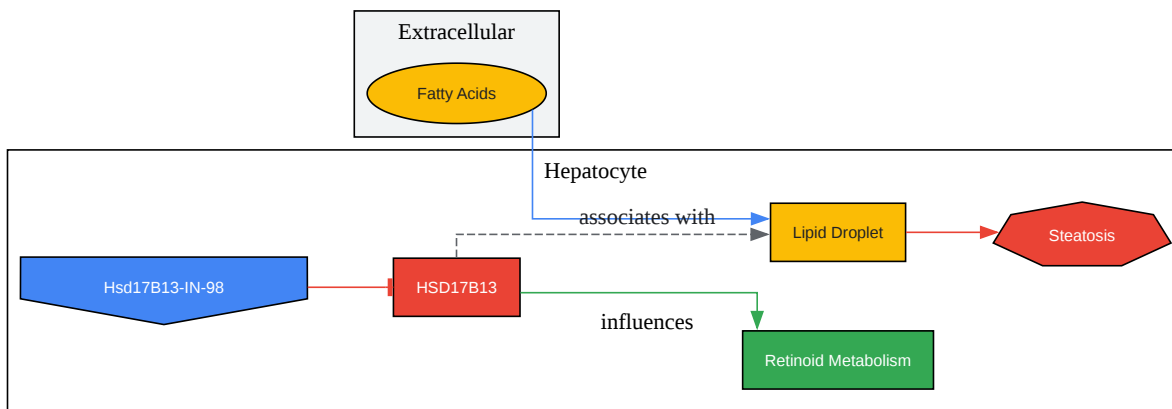 Extracellular
Fatty Acids
Hepatocyte
associates with
Lipid Droplet
Steatosis
Hsd17B13-IN-98
HSD17B13
influences
Retinoid Metabolism